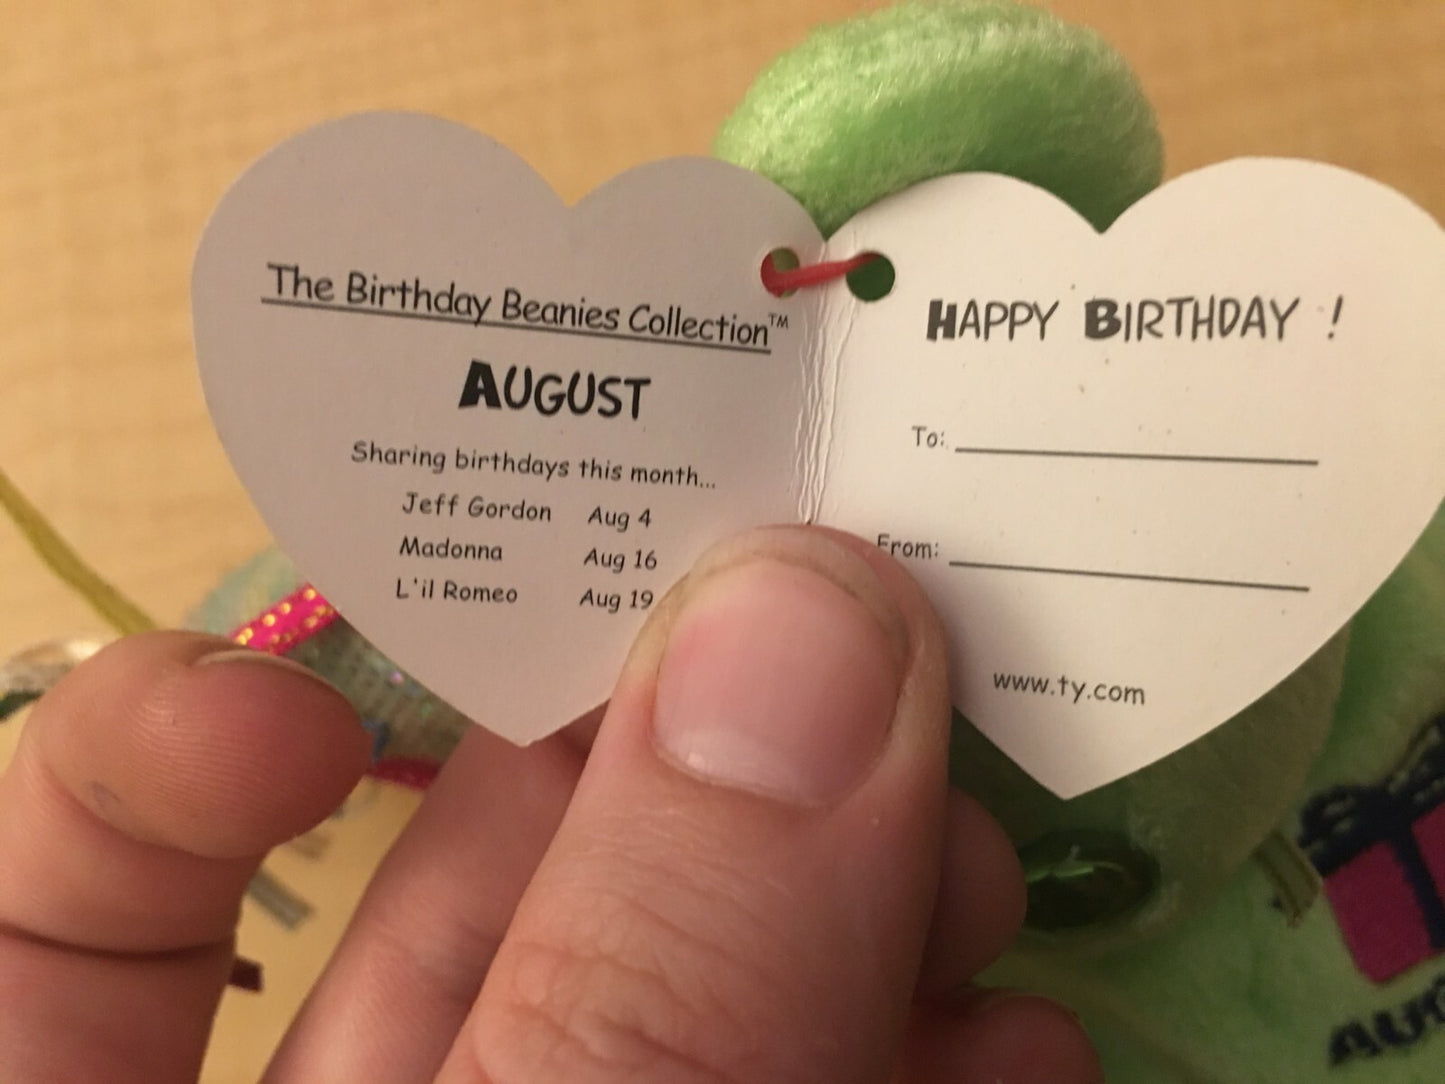 The Birthday Beanies Collection™
AUGUST
Sharing birthdays this month...
Jeff Gordon Aug 4
Madonna Aug 16
L'il Romeo Aug 19
HAPPY BIRTHDAY !
To:
From:
www.ty.com